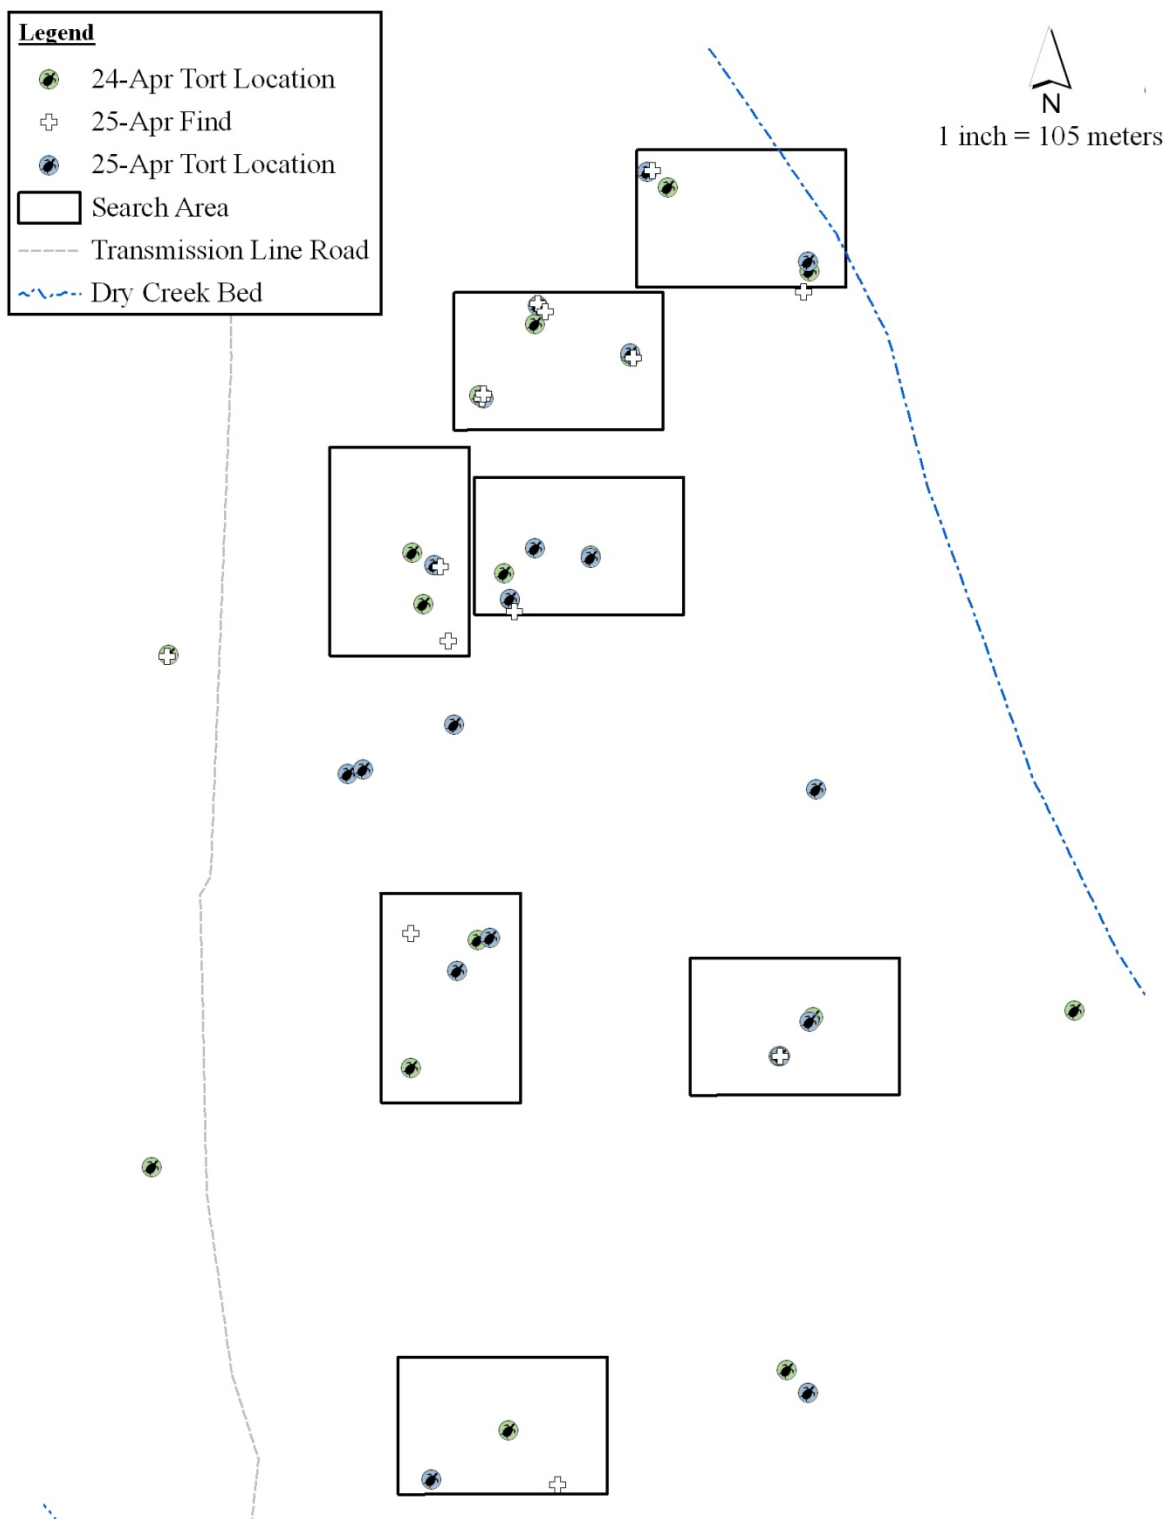 Legend
24-Apr Tort Location
25-Apr Find
25-Apr Tort Location
Search Area
Transmission Line Road
Dry Creek Bed
N
1 inch = 105 meters